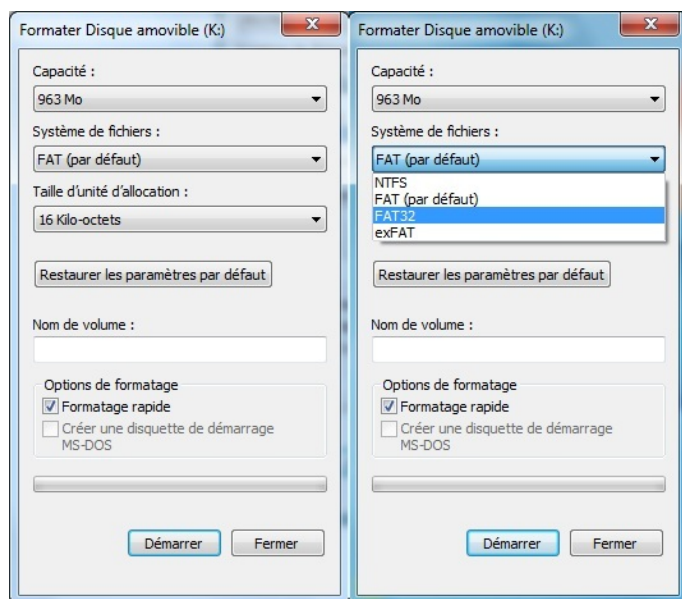 Formater Disque amovible (K:)
Capacité :
963 Mo
Système de fichiers :
FAT (par défaut)
Taille d'unité d'allocation :
16 Kilo-octets
Restaurer les paramètres par défaut
Nom de volume :
Options de formatage
Formatage rapide
Créer une disquette de démarrage
MS-DOS
Démarrer
Fermer
Formater Disque amovible (K:)
Capacité :
963 Mo
Système de fichiers :
FAT (par défaut)
NTFS
FAT (par défaut)
FAT32
exFAT
Restaurer les paramètres par défaut
Nom de volume :
Options de formatage
Formatage rapide
Créer une disquette de démarrage
MS-DOS
Démarrer
Fermer